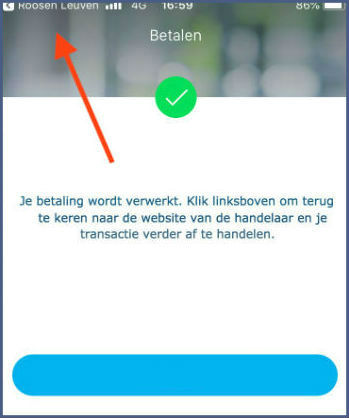 Roosen Leuven 4G 16:59 86%
Betalen
Je betaling wordt verwerkt. Klik linksboven om terug
te keren naar de website van de handelaar en je
transactie verder af te handelen.